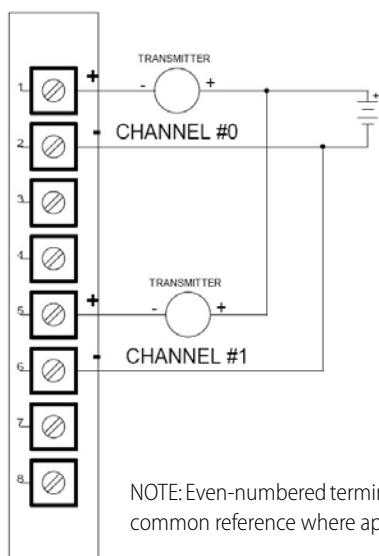 TRANSMITTER
1 + - +
+
2 - CHANNEL #0
3
4
TRANSMITTER
5 + - +
6 - CHANNEL #1
7
8
NOTE: Even-numbered
common reference where